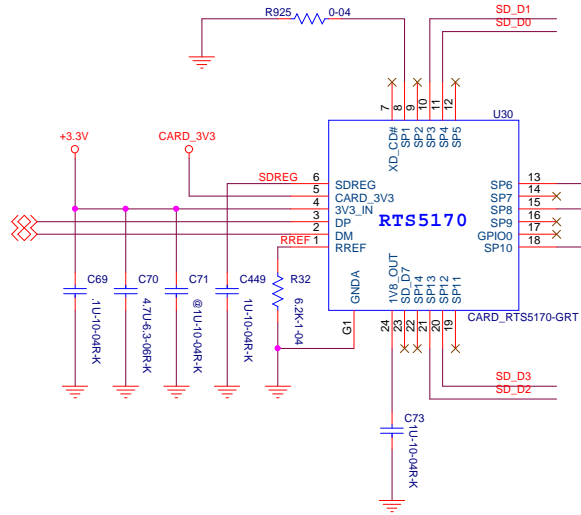 R925 0-04
SD_D1
SD_D0
7 8 9 10 11 12
U30
XD_CD# SP1 SP2 SP3 SP4 SP5
+3.3V
CARD_3V3
SDREG 6 SDREG
5 CARD_3V3
4 3V3_IN
3 DP
2 DM
RREF 1 RREF
RTS5170
SP6 13
SP7 14
SP8 15
SP9 16
GPIO0 17
SP10 18
GNDA 1V8_OUT SD_D7 SP14 SP13 SP12 SP11
G1 24 23 22 21 20 19
CARD_RTS5170-GRT
C69 .1U-10-04R-K
C70 4.7U-6.3-06R-K
C71 @1U-10-04R-K
C449 1U-10-04R-K
R32 6.2K-1-04
SD_D3
SD_D2
C73 1U-10-04R-K